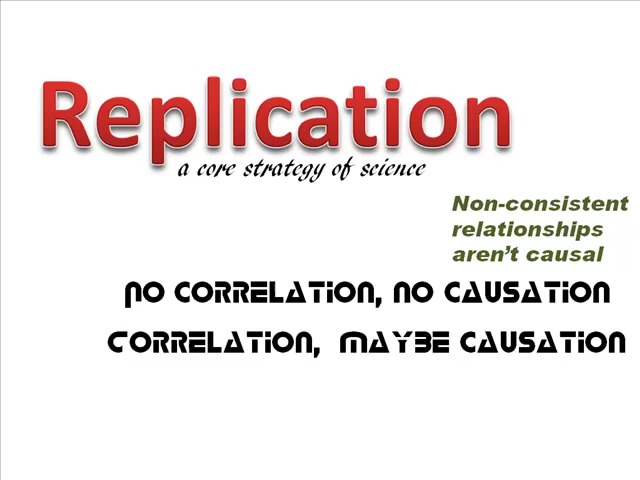 Replication
a core strategy of science
Non-consistent
relationships
aren't causal
No correlation, no causation
Correlation, maybe causation